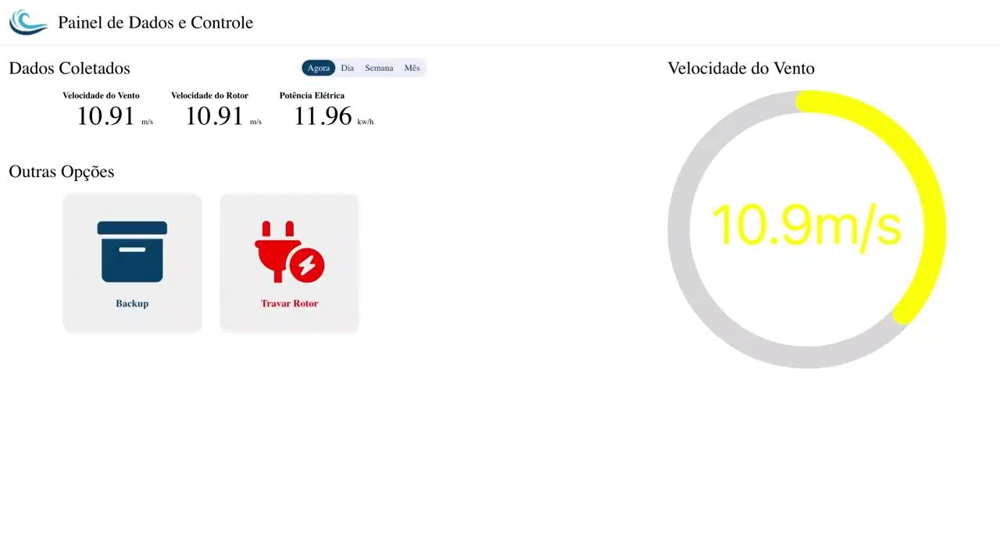 Painel de Dados e Controle
Dados Coletados
Agora Dia Semana Mês
Velocidade do Vento
10.91 m/s
Velocidade do Rotor
10.91 m/s
Potência Elétrica
11.96 kw/h
Outras Opções
Backup
Travar Rotor
Velocidade do Vento
10.9m/s